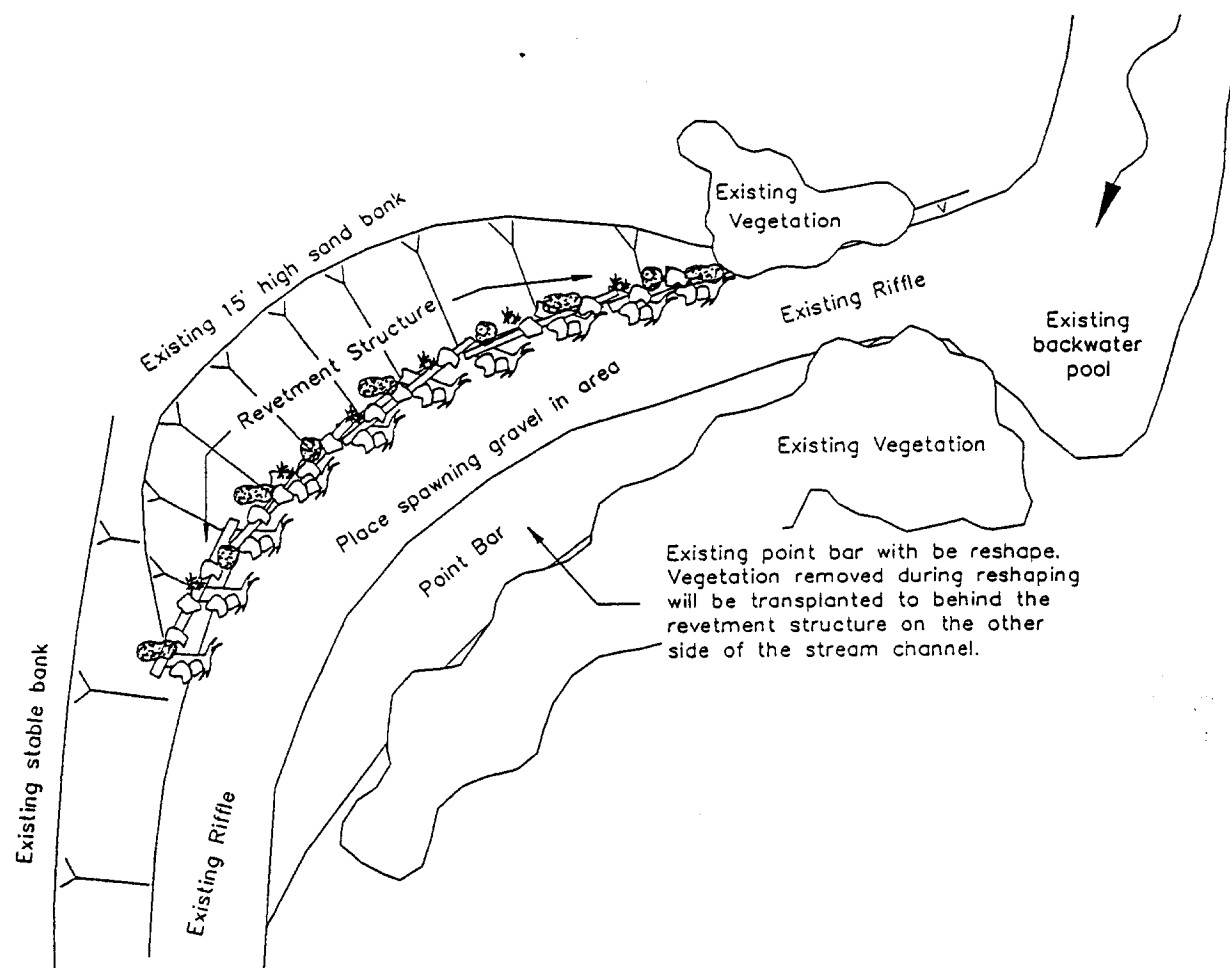 Existing
Vegetation
Existing 15' high sand bank
Revetment Structure
Existing Riffle
Existing
backwater
pool
Place spawning gravel in area
Existing Vegetation
Point Bar
Existing point bar with be reshape.
Vegetation removed during reshaping
will be transplanted to behind the
revetment structure on the other
side of the stream channel.
Existing stable bank
Existing Riffle